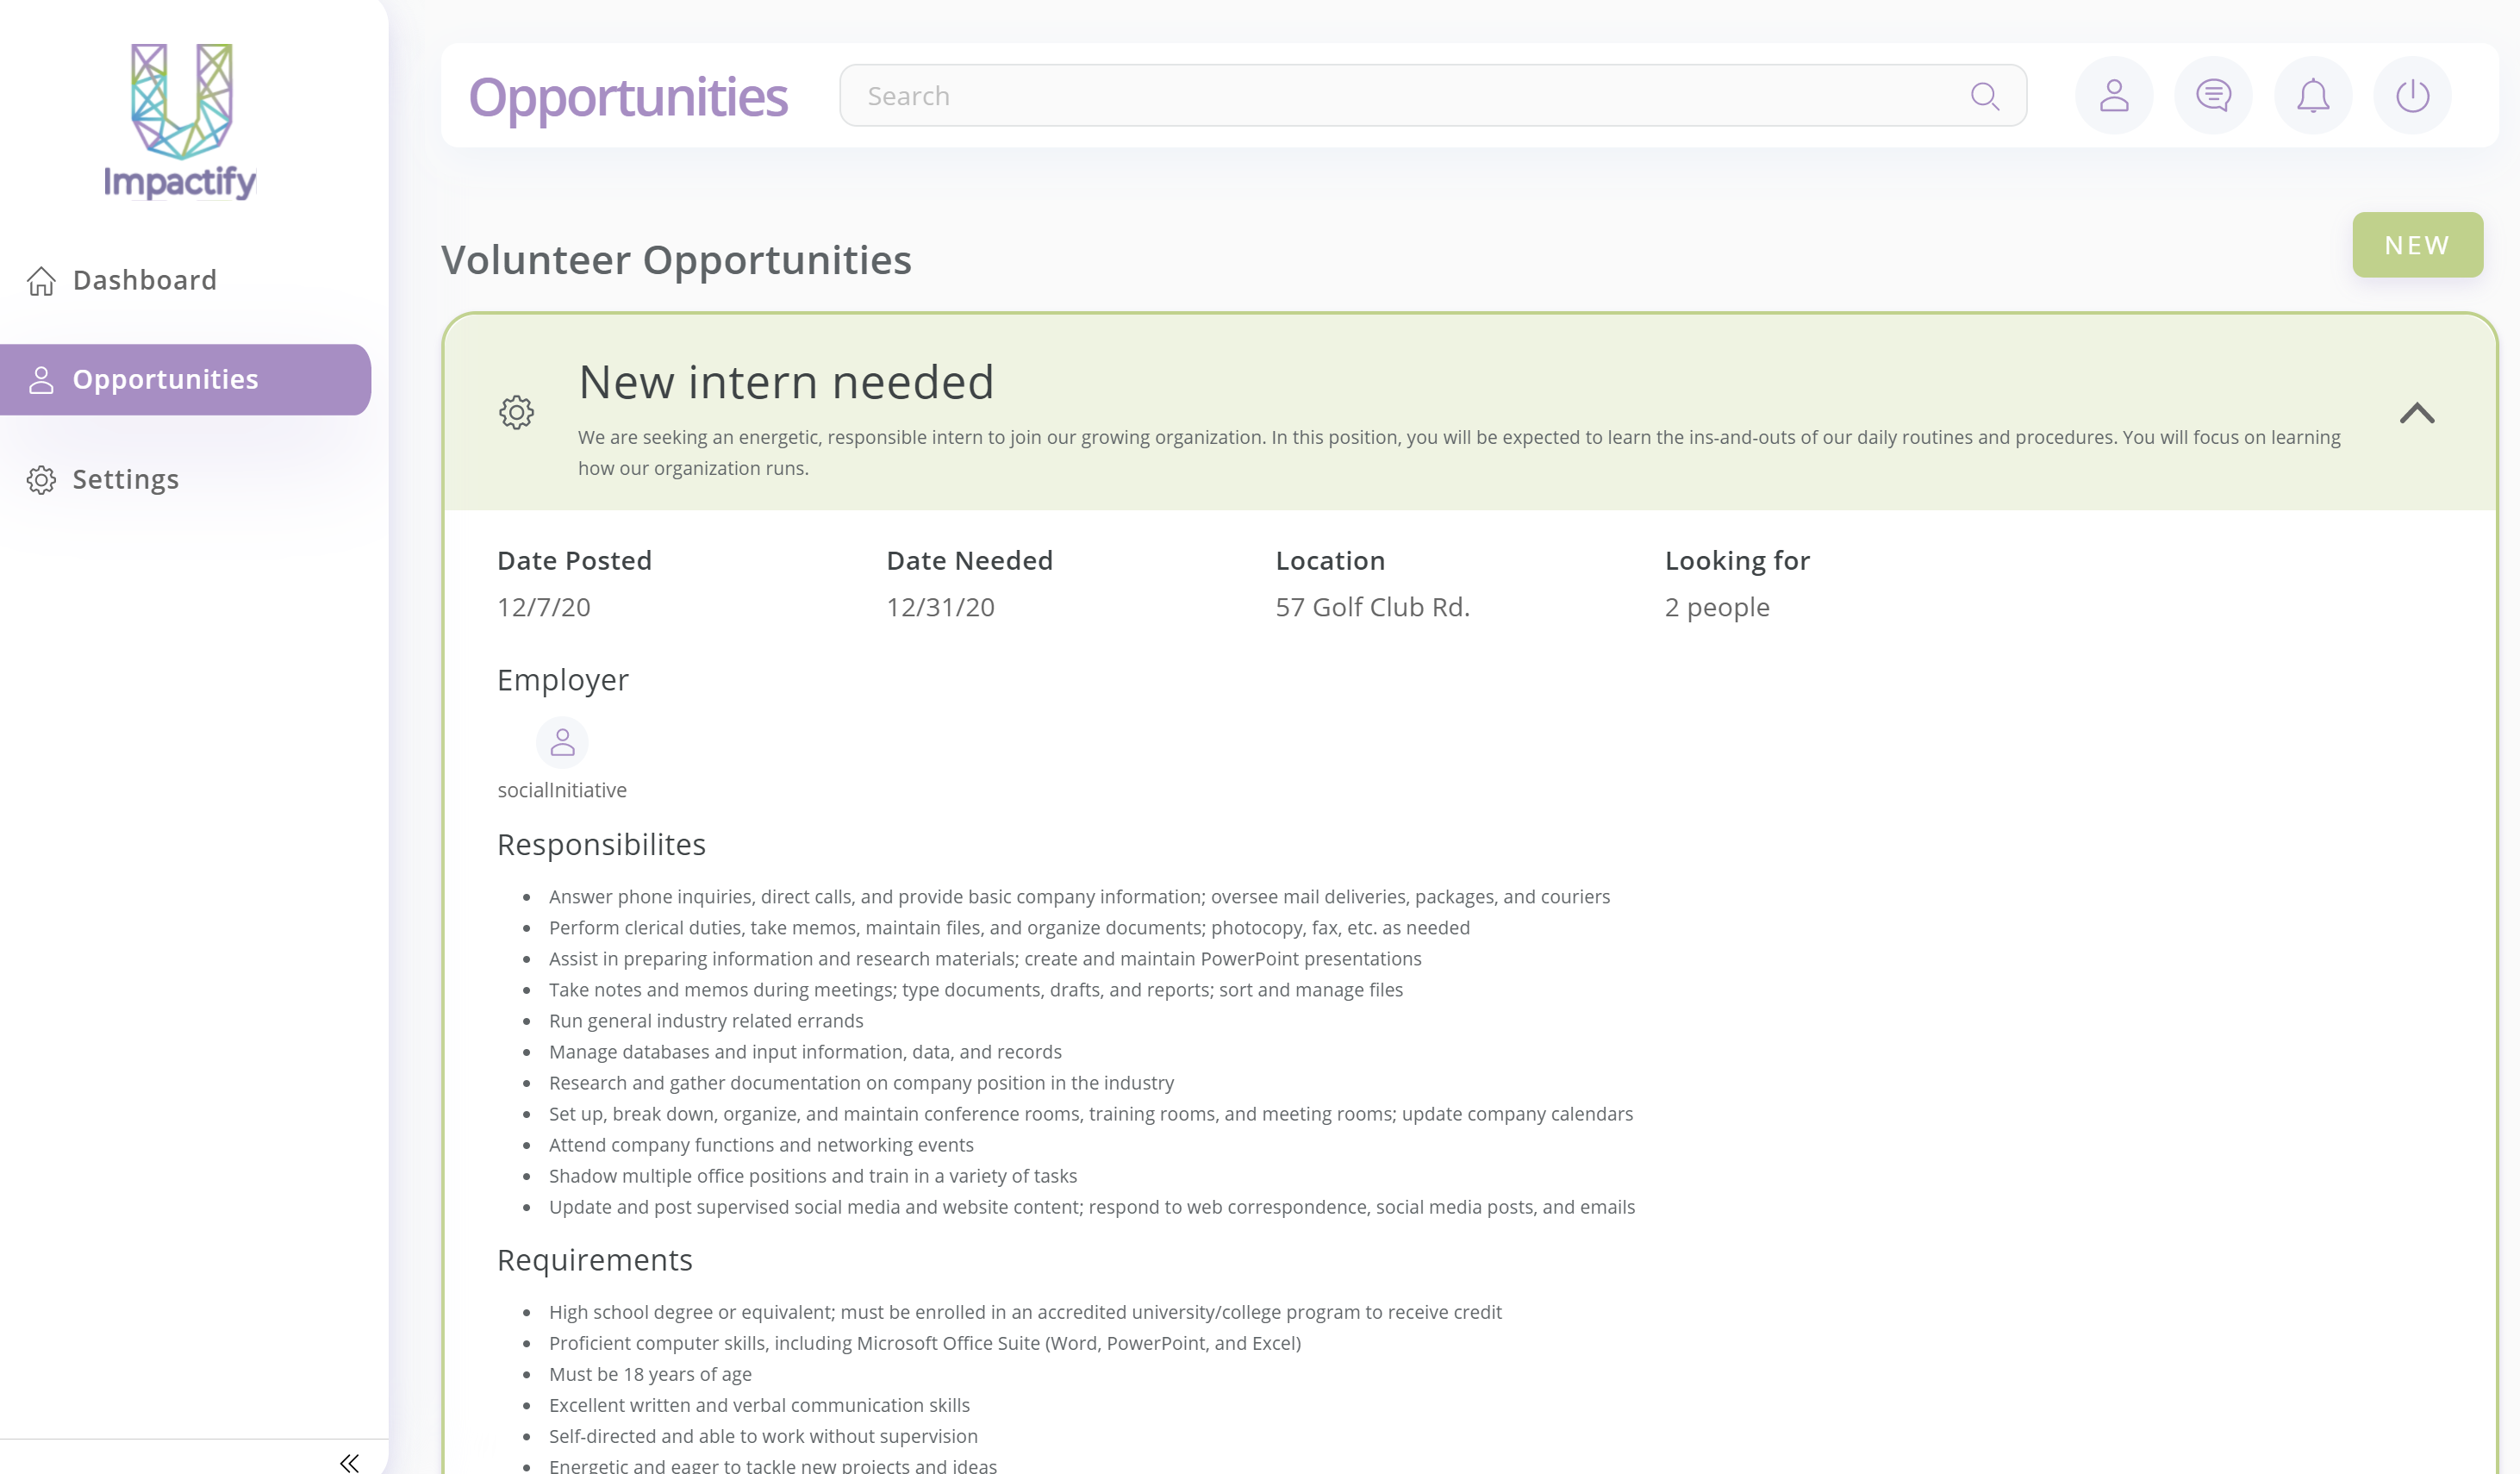 Impactify
Dashboard
Opportunities
Settings
Opportunities
Search
Volunteer Opportunities
NEW
New intern needed
We are seeking an energetic, responsible intern to join our growing organization. In this position, you will be expected to learn the ins-and-outs of our daily routines and procedures. You will focus on learning
how our organization runs.
Date Posted
12/7/20
Date Needed
12/31/20
Location
57 Golf Club Rd.
Looking for
2 people
Employer
socialInitiative
Responsibilites
Answer phone inquiries, direct calls, and provide basic company information; oversee mail deliveries, packages, and couriers
Perform clerical duties, take memos, maintain files, and organize documents; photocopy, fax, etc. as needed
Assist in preparing information and research materials; create and maintain PowerPoint presentations
Take notes and memos during meetings; type documents, drafts, and reports; sort and manage files
Run general industry related errands
Manage databases and input information, data, and records
Research and gather documentation on company position in the industry
Set up, break down, organize, and maintain conference rooms, training rooms, and meeting rooms; update company calendars
Attend company functions and networking events
Shadow multiple office positions and train in a variety of tasks
Update and post supervised social media and website content; respond to web correspondence, social media posts, and emails
Requirements
High school degree or equivalent; must be enrolled in an accredited university/college program to receive credit
Proficient computer skills, including Microsoft Office Suite (Word, PowerPoint, and Excel)
Must be 18 years of age
Excellent written and verbal communication skills
Self-directed and able to work without supervision
Energetic and eager to tackle new projects and ideas